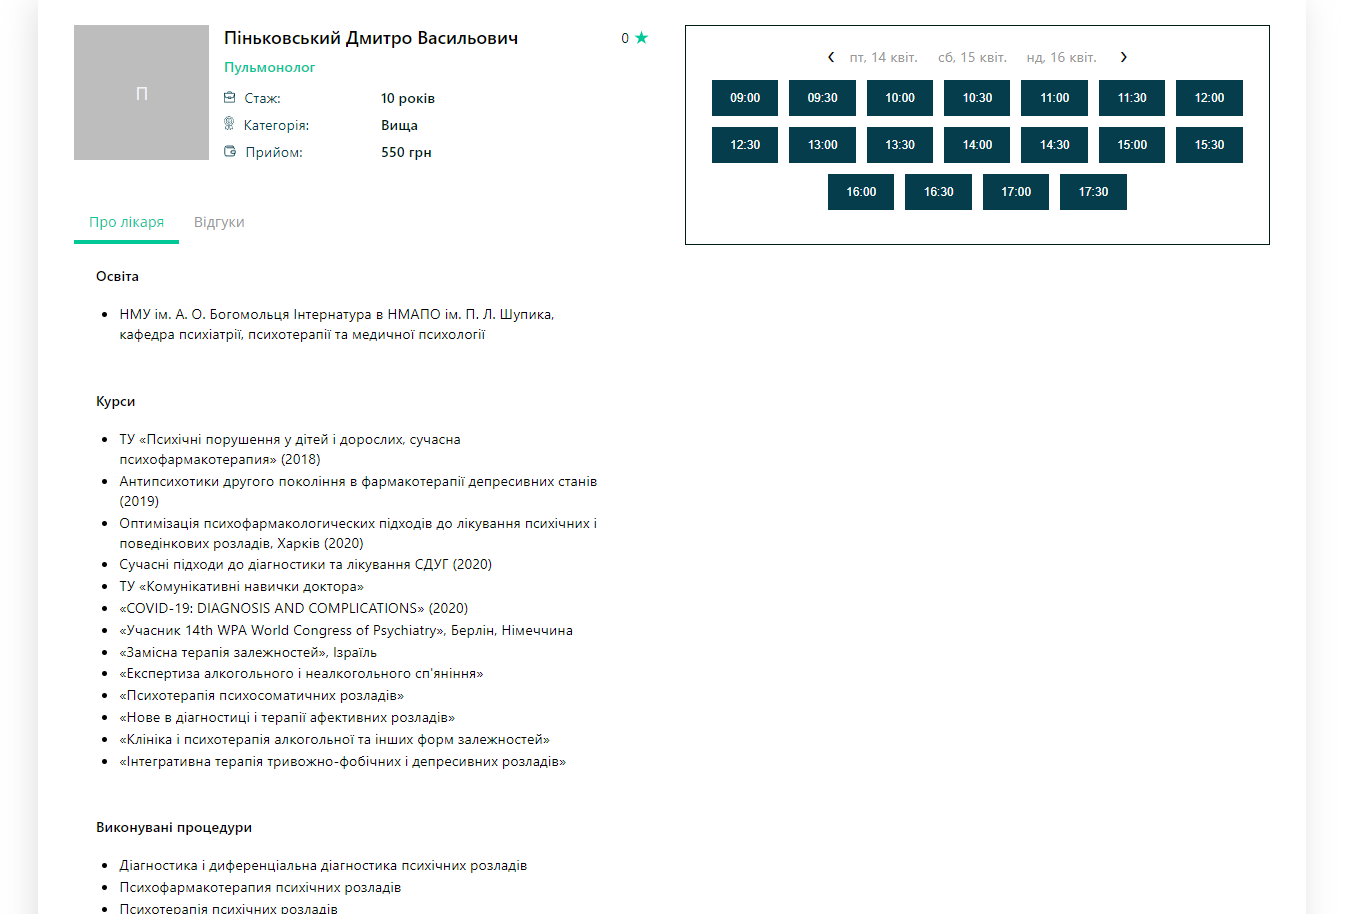 П
Піньковський Дмитро Васильович
0
Пульмонолог
Стаж: 10 років
Категорія: Вища
Прийом: 550 грн
Про лікаря Відгуки
пт, 14 квіт. сб, 15 квіт. нд, 16 квіт.
09:00 09:30 10:00 10:30 11:00 11:30 12:00
12:30 13:00 13:30 14:00 14:30 15:00 15:30
16:00 16:30 17:00 17:30
Освіта
НМУ ім. А. О. Богомольця Інтернатура в НМАПО ім. П. Л. Шупика,
кафедра психіатрії, психотерапії та медичної психології
Курси
ТУ «Психічні порушення у дітей і дорослих, сучасна
психофармакотерапия» (2018)
Антипсихотики другого покоління в фармакотерапії депресивних станів
(2019)
Оптимізація психофармакологических підходів до лікування психічних і
поведінкових розладів, Харків (2020)
Сучасні підходи до діагностики та лікування СДУГ (2020)
ТУ «Комунікативні навички доктора»
«COVID-19: DIAGNOSIS AND COMPLICATIONS» (2020)
«Учасник 14th WPA World Congress of Psychiatry», Берлін, Німеччина
«Замісна терапія залежностей», Ізраїль
«Експертиза алкогольного і неалкогольного сп'яніння»
«Психотерапія психосоматичних розладів»
«Нове в діагностиці і терапії афективних розладів»
«Клініка і психотерапія алкогольної та інших форм залежностей»
«Інтегративна терапія тривожно-фобічних і депресивних розладів»
Виконувані процедури
Діагностика і диференціальна діагностика психічних розладів
Психофармакотерапия психічних розладів
Психотерапія психічних розладів